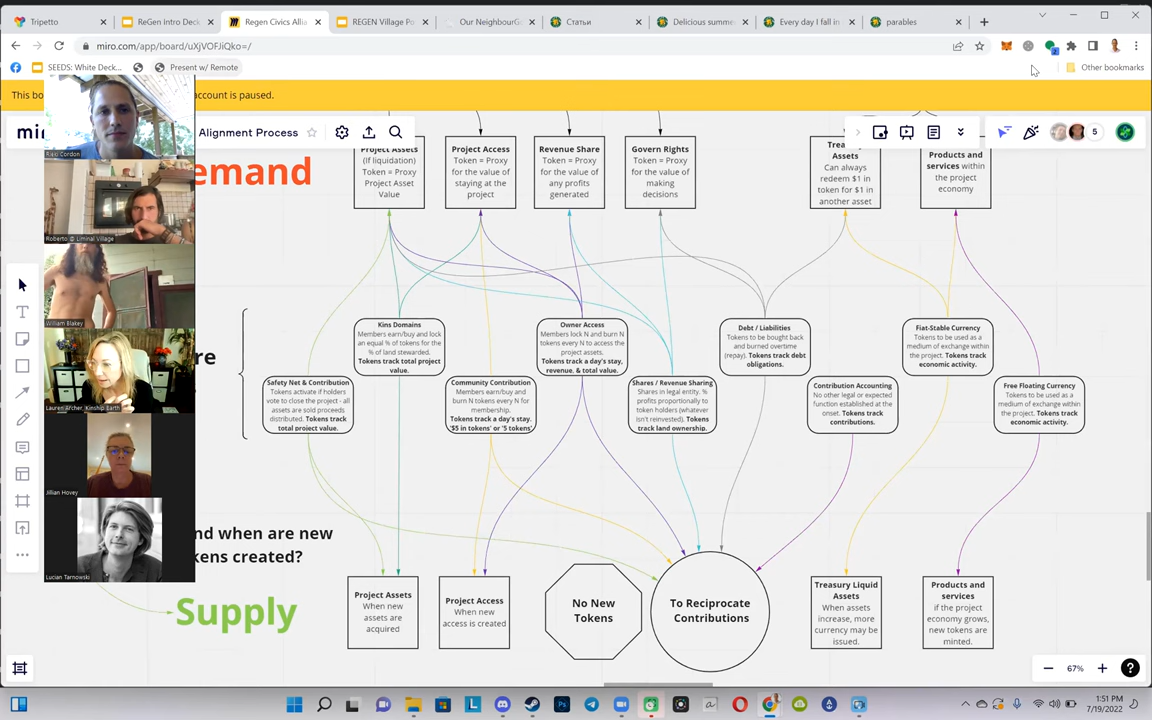 Tripetto
ReGen Intro Deck
Regen Civics Allia
REGEN Village Po
Our NeighbourGo
Статьи
Delicious summe
Every day I fall in
parables
miro.com/app/board/uXjVOFJiQko=/
SEEDS: White Deck...
Present w/ Remote
Other bookmarks
This bo
account is paused.
mir
Alignment Process
5
Demand
Project Assets
(If liquidation)
Token = Proxy
Project Asset
Value
Project Access
Token = Proxy
for the value of
staying at the
project
Revenue Share
Token = Proxy
for the value of
any profits
generated
Govern Rights
Token = Proxy
for the value of
making
decisions
Assets
Can always
redeem $1 in
token for $1 in
another asset
Products and
services within
the project
economy
Rieki Cordon
Roberto @ Liminal Village
William Blakey
Lauren Archer, Kinship Earth
Jillian Hovey
Lucian Tarnowski
re
Kins Domains
Members earn/buy and lock
an equal % of tokens for the
% of land stewarded.
Tokens track total project
value.
Owner Access
Members lock N and burn N
tokens every N to access the
project assets.
Tokens track a day's stay,
revenue, & total value.
Debt / Liabilities
Tokens to be bought back
and burned overtime
(repay). Tokens track debt
obligations.
Fiat-Stable Currency
Tokens to be used as a
medium of exchange within
the project. Tokens track
economic activity.
Safety Net & Contribution
Tokens activate if holders
vote to close the project - all
assets are sold proceeds
distributed. Tokens track
total project value.
Community Contribution
Members earn/buy and
burn N tokens every N for
membership.
Tokens track a day's stay.
'$5 in tokens' or '5 tokens'
Shares / Revenue Sharing
Shares in legal entity. %
profits proportionally to
token holders (whatever
isn't reinvested). Tokens
track land ownership.
Contribution Accounting
No other legal or expected
function established at the
onset. Tokens track
contributions.
Free Floating Currency
Tokens to be used as a
medium of exchange within
the project. Tokens track
economic activity.
nd when are new
kens created?
Supply
Project Assets
When new
assets are
acquired
Project Access
When new
access is created
No New
Tokens
To Reciprocate
Contributions
Treasury Liquid
Assets
When assets
increase, more
currency may be
issued.
Products and
services
if the project
economy grows,
new tokens are
minted.
67%
1:51 PM
7/19/2022